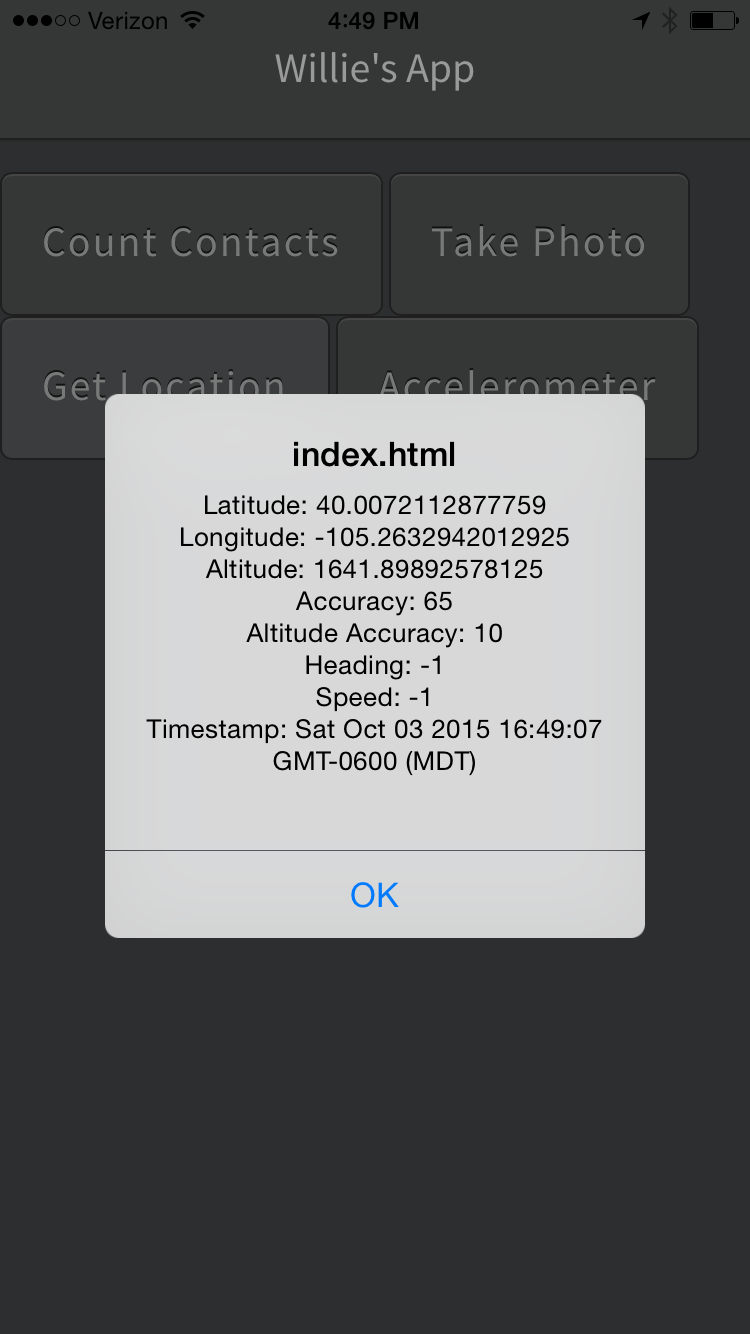 Verizon 4:49 PM
Willie's App
Count Contacts Take Photo
Get Location Accelerometer
index.html
Latitude: 40.0072112877759
Longitude: -105.2632942012925
Altitude: 1641.89892578125
Accuracy: 65
Altitude Accuracy: 10
Heading: -1
Speed: -1
Timestamp: Sat Oct 03 2015 16:49:07
GMT-0600 (MDT)
OK